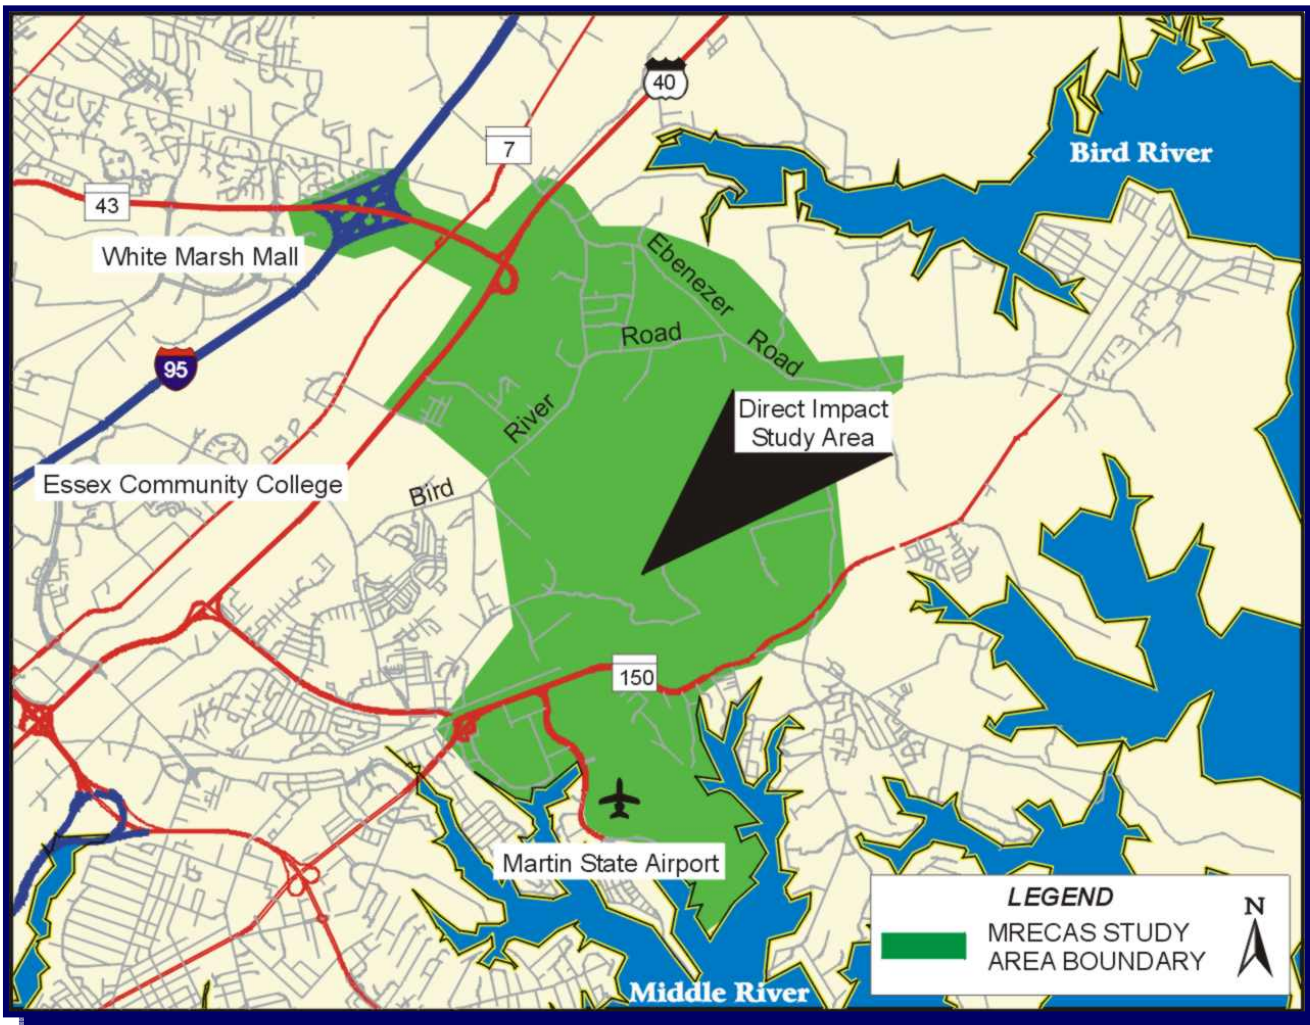 40
7
Bird River
43
White Marsh Mall
Ebenezer
Road
Road
95
Direct Impact
Study Area
River
Essex Community College
Bird
150
Martin State Airport
LEGEND
MRECAS STUDY
AREA BOUNDARY
N
Middle River